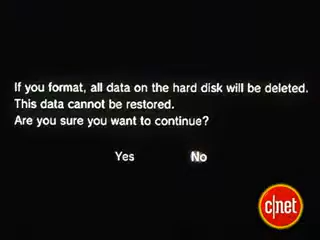 If you format, all data on the hard disk will be deleted.
This data cannot be restored.
Are you sure you want to continue?
Yes No
c|net